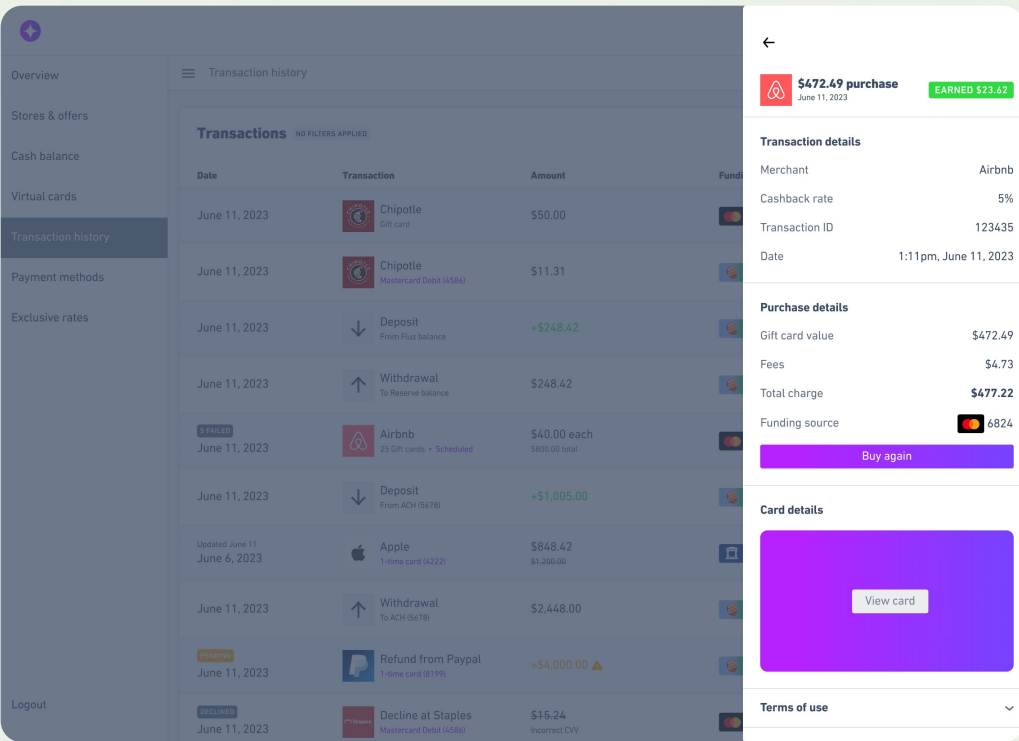 Overview
Stores & offers
Cash balance
Virtual cards
Transaction history
Payment methods
Exclusive rates
Logout
Transaction history
Transactions NO FILTERS APPLIED
Date Transaction Amount Fundi
June 11, 2023 Chipotle $50.00
Gift card
June 11, 2023 Chipotle $11.31
Mastercard Debit (4586)
June 11, 2023 Deposit +$248.42
From Fluz balance
June 11, 2023 Withdrawal $248.42
To Reserve balance
5 FAILED
June 11, 2023 Airbnb $40.00 each
25 Gift cards • Scheduled $800.00 total
June 11, 2023 Deposit +$1,005.00
From ACH (5678)
Updated June 11
June 6, 2023 Apple $848.42
1-time card (4222) $1,200.00
June 11, 2023 Withdrawal $2,448.00
To ACH (5678)
PENDING
June 11, 2023 Refund from Paypal +$4,000.00
1-time card (8199)
DECLINED
June 11, 2023 Decline at Staples $15.24
Mastercard Debit (4586) Incorrect CVV
$472.49 purchase
June 11, 2023
EARNED $23.62
Transaction details
Merchant Airbnb
Cashback rate 5%
Transaction ID 123435
Date 1:11pm, June 11, 2023
Purchase details
Gift card value $472.49
Fees $4.73
Total charge $477.22
Funding source 6824
Buy again
Card details
View card
Terms of use